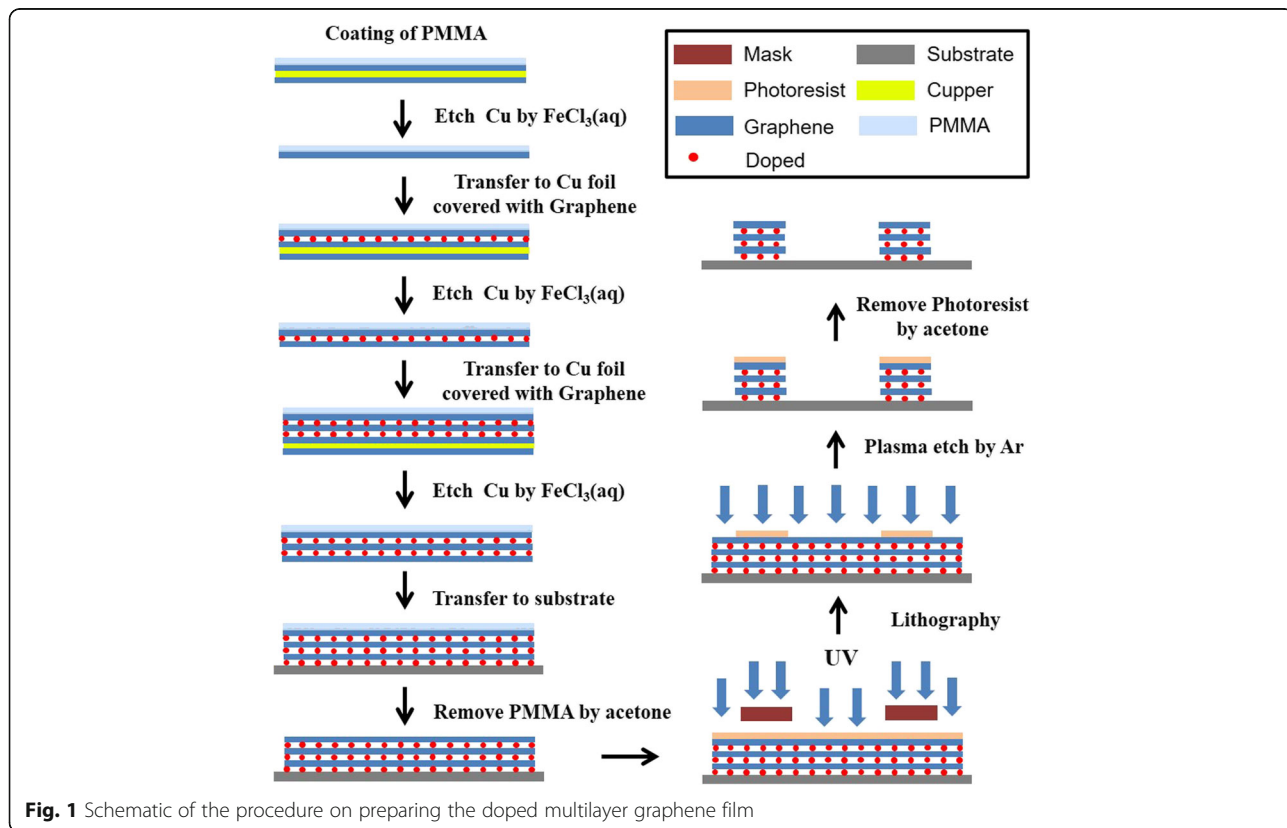 Coating of PMMA
Etch Cu by FeCl₃(aq)
Transfer to Cu foil
covered with Graphene
Etch Cu by FeCl₃(aq)
Transfer to Cu foil
covered with Graphene
Etch Cu by FeCl₃(aq)
Transfer to substrate
Remove PMMA by acetone
Mask
Substrate
Photoresist
Cupper
Graphene
PMMA
Doped
Remove Photoresist
by acetone
Plasma etch by Ar
Lithography
UV
Fig. 1 Schematic of the procedure on preparing the doped multilayer graphene film